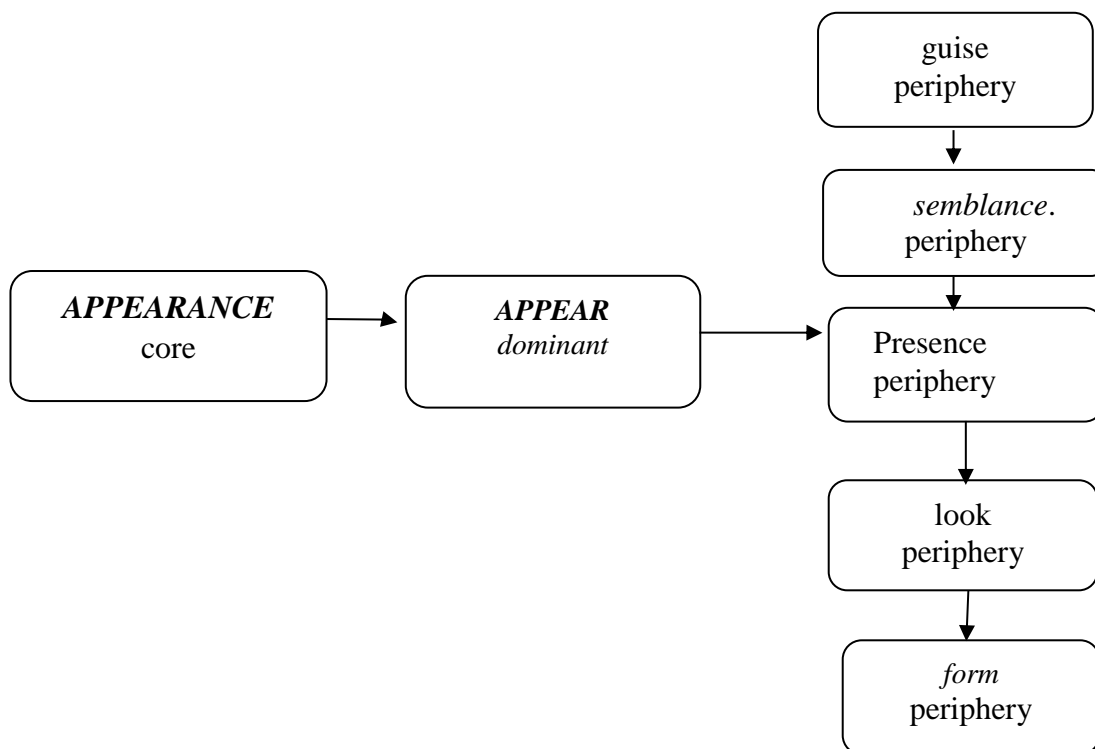 guise
periphery
semblance.
periphery
APPEARANCE
core
APPEAR
dominant
Presence
periphery
look
periphery
form
periphery